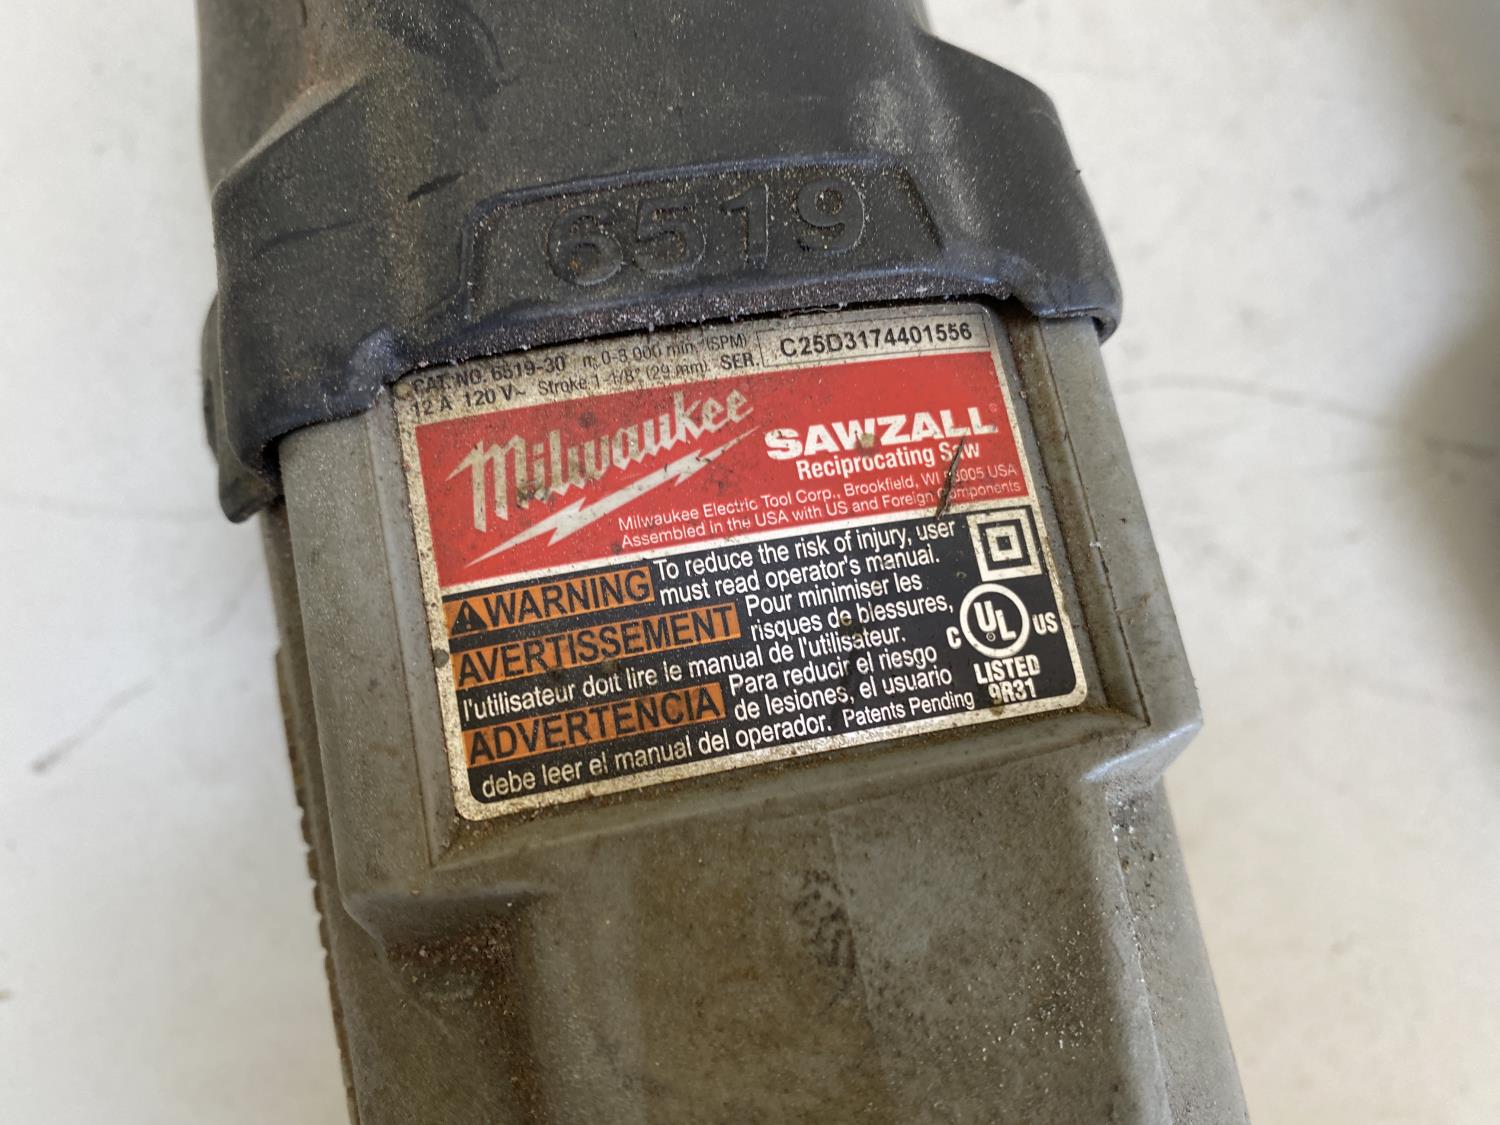 6519
CAT. NO. 6519-30 n: 0-3 000 min (SPM)
12 A 120 V~ Stroke 1-1/8" (29 mm) SER. C25D3174401556
Milwaukee
SAWZALL
Reciprocating Saw
Milwaukee Electric Tool Corp., Brookfield, WI 53005 USA
Assembled in the USA with US and Foreign Components
⚠WARNING To reduce the risk of injury, user
must read operator's manual.
AVERTISSEMENT Pour minimiser les
risques de blessures,
l'utilisateur doit lire le manual de l'utilisateur.
ADVERTENCIA Para reducir el riesgo
de lesiones, el usuario
debe leer el manual del operador. Patents Pending
C UL US
LISTED
9R31